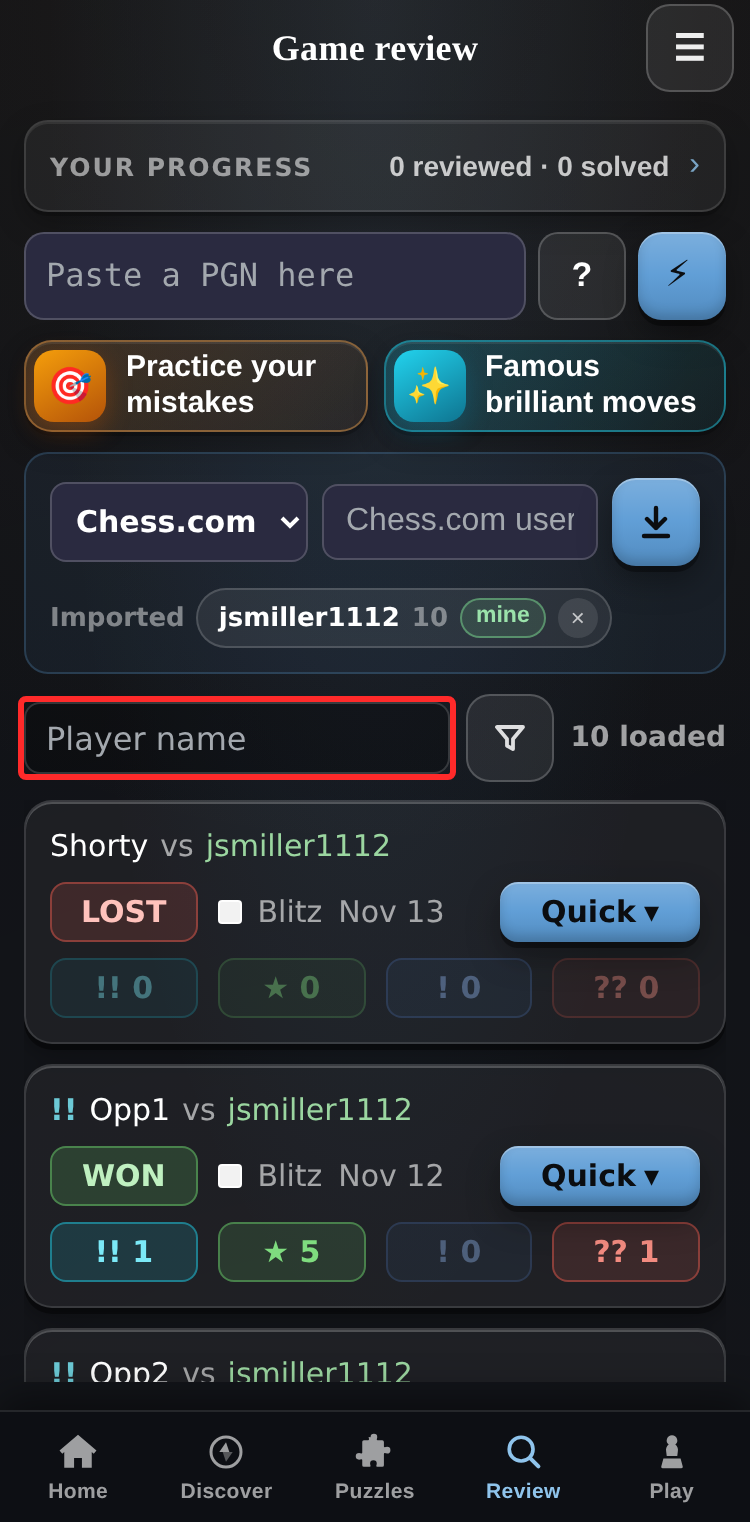 Game review
☰
YOUR PROGRESS 0 reviewed · 0 solved ›
Paste a PGN here ? ⚡
Practice your
mistakes
Famous
brilliant moves
Chess.com Chess.com user
Imported jsmiller1112 10 mine ×
Player name 10 loaded
Shorty vs jsmiller1112
LOST Blitz Nov 13 Quick ▾
!! 0 ★ 0 ! 0 ?? 0
!! Opp1 vs jsmiller1112
WON Blitz Nov 12 Quick ▾
!! 1 ★ 5 ! 0 ?? 1
!! Opp2 vs jsmiller1112
Home Discover Puzzles Review Play